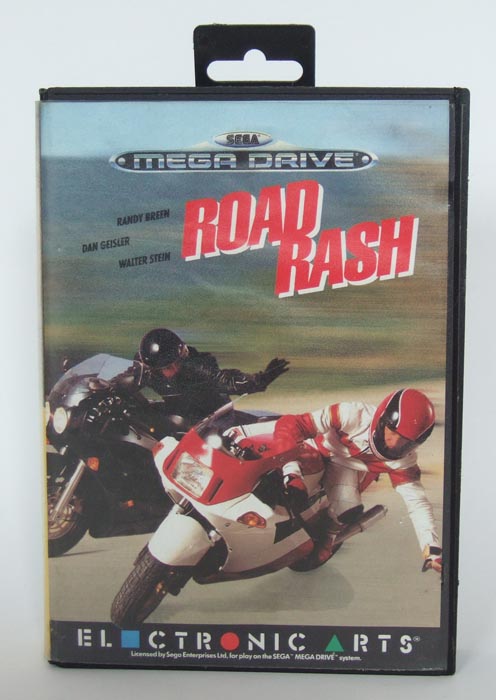 SEGA
MEGA DRIVE
RANDY BREEN
DAN GEISLER
WALTER STEIN
ROAD
RASH
ELECTRONIC ARTS®
Licensed by Sega Enterprises Ltd. for play on the SEGA™ MEGA DRIVE™ system.